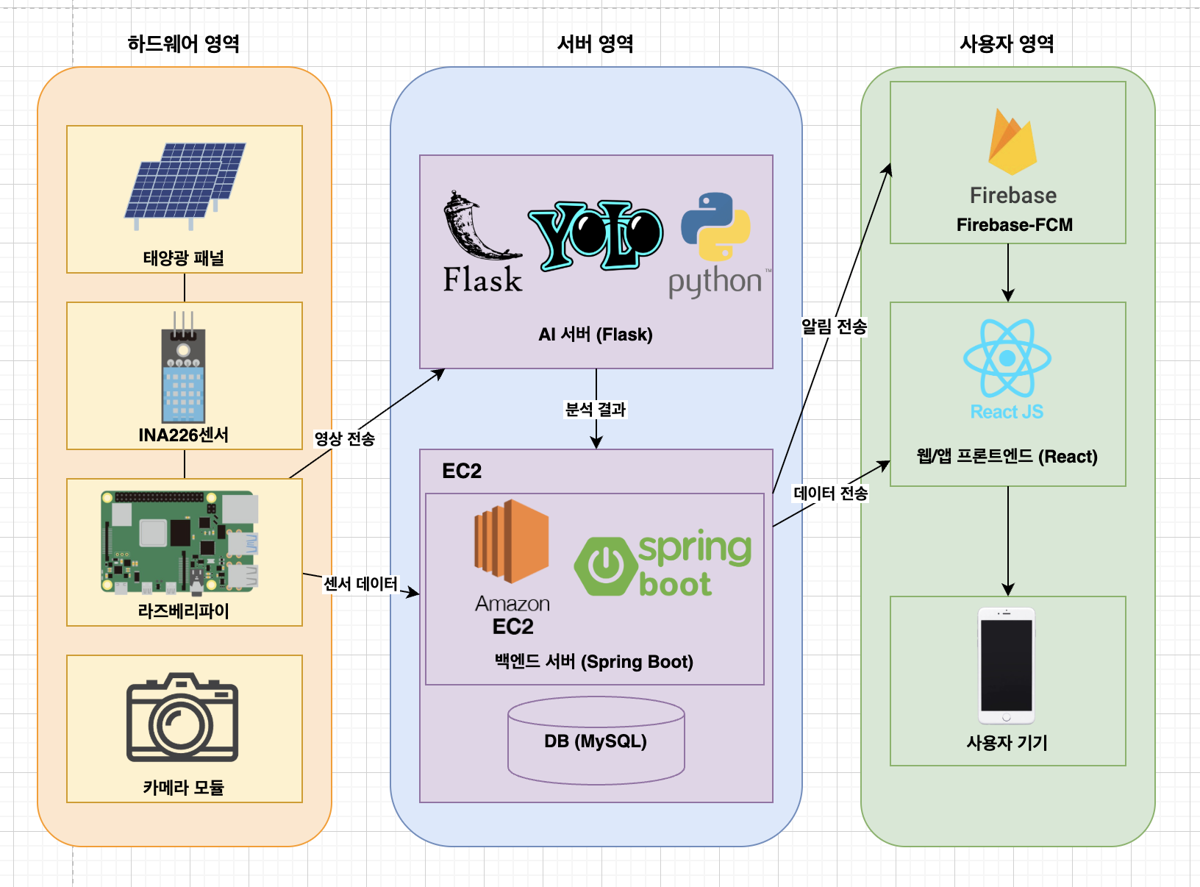 하드웨어 영역
태양광 패널
INA226센서
라즈베리파이
카메라 모듈
영상 전송
센서 데이터
서버 영역
Flask
YOLO
python™
AI 서버 (Flask)
분석 결과
EC2
Amazon
EC2
spring
boot
백엔드 서버 (Spring Boot)
DB (MySQL)
알림 전송
데이터 전송
사용자 영역
Firebase
Firebase-FCM
React JS
웹/앱 프론트엔드 (React)
사용자 기기